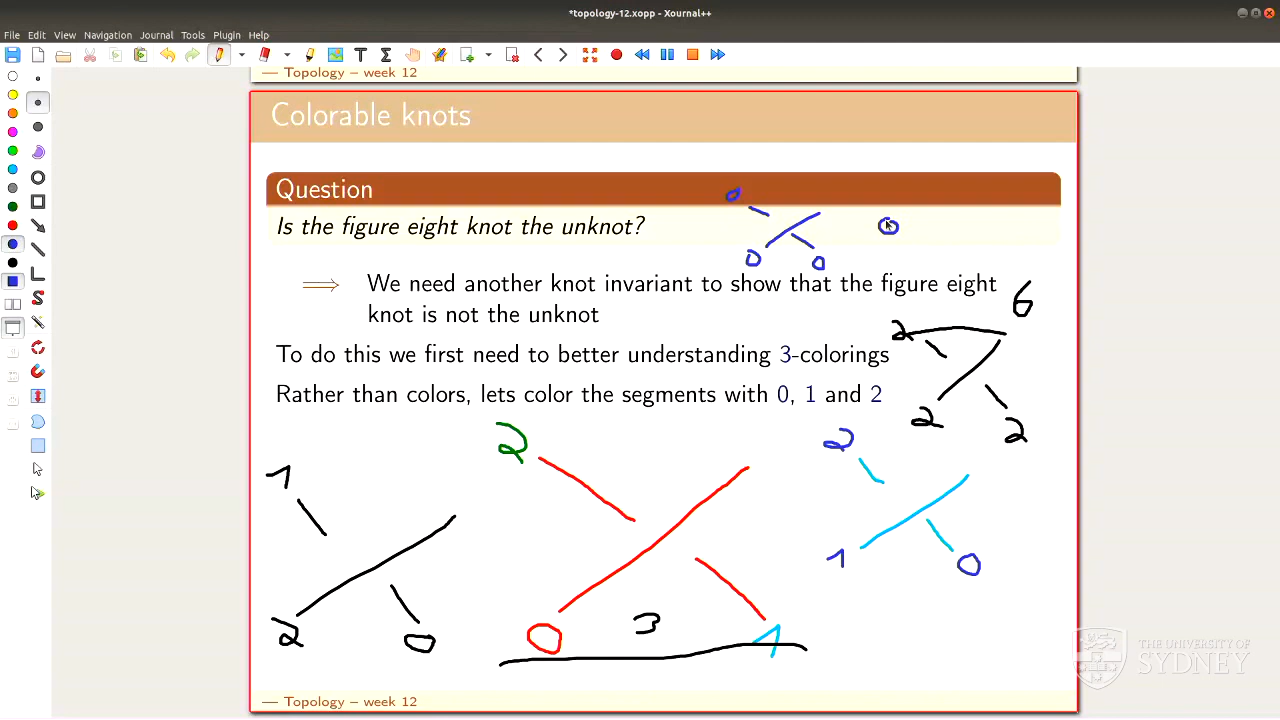 *topology-12.xopp - Xournal++
File Edit View Navigation Journal Tools Plugin Help
— Topology – week 12
Colorable knots
Question
0
Is the figure eight knot the unknot?
0
0 0
⟹ We need another knot invariant to show that the figure eight
knot is not the unknot
6
To do this we first need to better understanding 3-colorings
2
Rather than colors, lets color the segments with 0, 1 and 2
2 2
1 2 2
1 0
2 0 0 3 1
THE UNIVERSITY OF
SYDNEY
— Topology – week 12